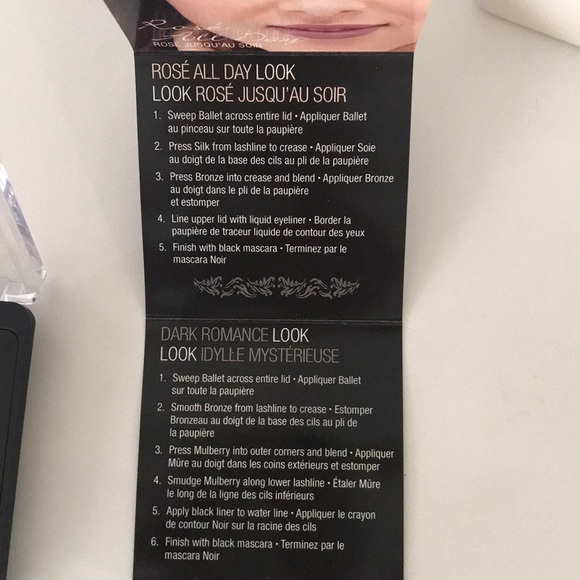 Rosé
All Day
ROSÉ JUSQU'AU SOIR
ROSÉ ALL DAY LOOK
LOOK ROSÉ JUSQU'AU SOIR
1. Sweep Ballet across entire lid • Appliquer Ballet
au pinceau sur toute la paupière
2. Press Silk from lashline to crease • Appliquer Soie
au doigt de la base des cils au pli de la paupière
3. Press Bronze into crease and blend • Appliquer Bronze
au doigt dans le pli de la paupière
et estomper
4. Line upper lid with liquid eyeliner • Border la
paupière de traceur liquide de contour des yeux
5. Finish with black mascara • Terminez par le
mascara Noir
DARK ROMANCE LOOK
LOOK IDYLLE MYSTÉRIEUSE
1. Sweep Ballet across entire lid • Appliquer Ballet
sur toute la paupière
2. Smooth Bronze from lashline to crease • Estomper
Bronzeau doigt de la base des cils au pli de
la paupière
3. Press Mulberry into outer corners and blend • Appliquer
Mûre au doigt dans les coins extérieurs et estomper
4. Smudge Mulberry along lower lashline • Étaler Mûre
le long de la ligne des cils inférieurs
5. Apply black liner to water line • Appliquer le crayon
de contour Noir sur la racine des cils
6. Finish with black mascara • Terminez par le
mascara Noir